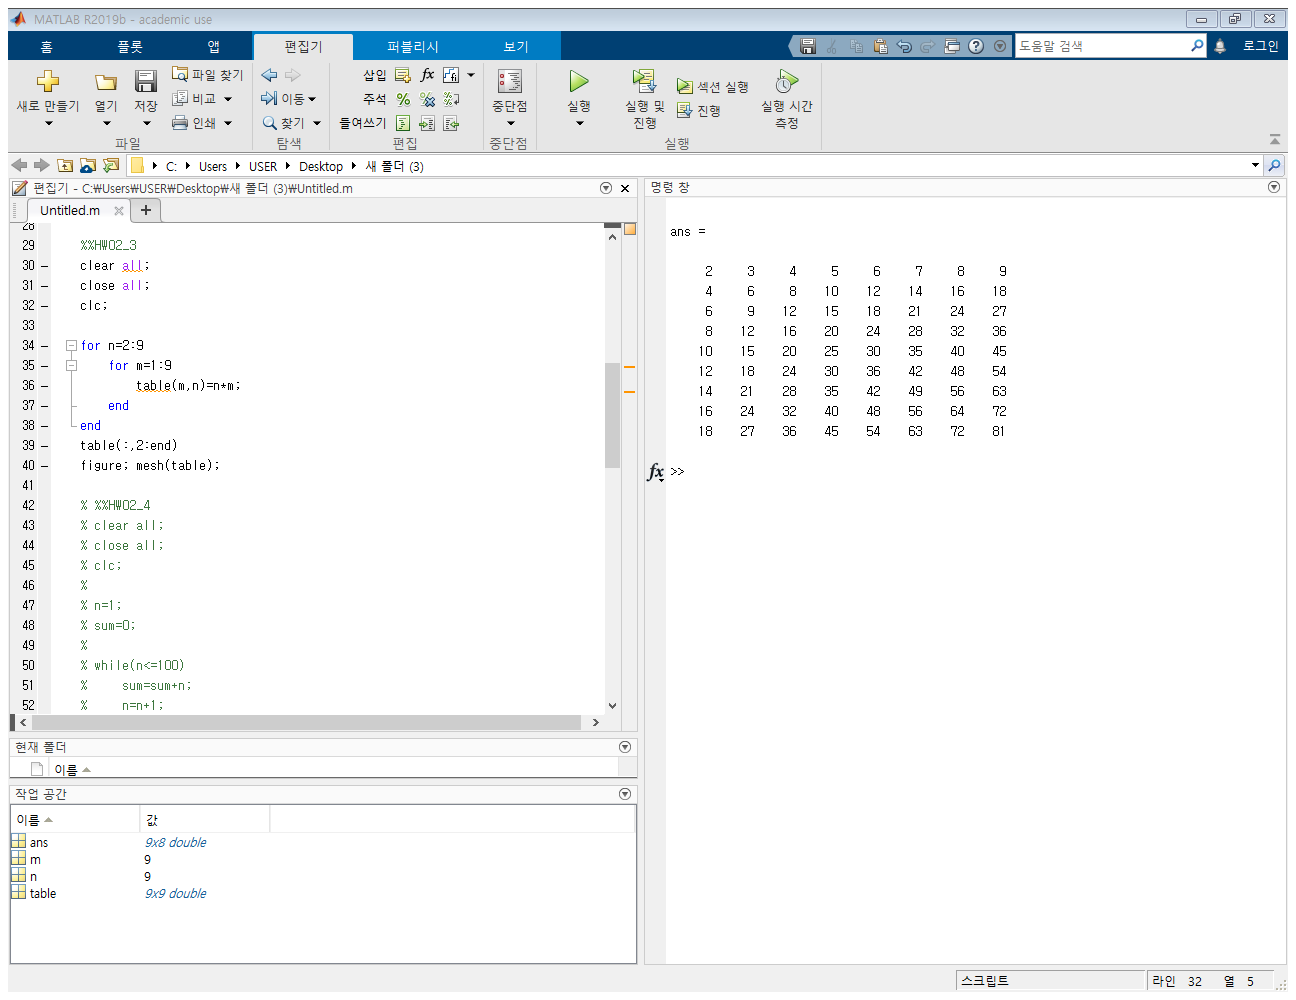 MATLAB R2019b - academic use
홈 플롯 앱 편집기 퍼블리시 보기 도움말 검색 로그인
새로 만들기 열기 저장 파일 찾기 비교 인쇄
파일
이동 찾기
탐색
삽입 fx
주석
들여쓰기
편집
중단점
중단점
실행 실행 및 진행 섹션 실행 진행 실행 시간 측정
실행
C: Users USER Desktop 새 폴더 (3)
편집기 - C:₩Users₩USER₩Desktop₩새 폴더 (3)₩Untitled.m
Untitled.m
28
29 %%HW02_3
30 clear all;
31 close all;
32 clc;
33
34 for n=2:9
35 for m=1:9
36 table(m,n)=n*m;
37 end
38 end
39 table(:,2:end)
40 figure; mesh(table);
41
42 % %%HW02_4
43 % clear all;
44 % close all;
45 % clc;
46 %
47 % n=1;
48 % sum=0;
49 %
50 % while(n<=100)
51 % sum=sum+n;
52 % n=n+1;
현재 폴더
이름
작업 공간
이름 값
ans 9x8 double
m 9
n 9
table 9x9 double
명령 창
ans =
2 3 4 5 6 7 8 9
4 6 8 10 12 14 16 18
6 9 12 15 18 21 24 27
8 12 16 20 24 28 32 36
10 15 20 25 30 35 40 45
12 18 24 30 36 42 48 54
14 21 28 35 42 49 56 63
16 24 32 40 48 56 64 72
18 27 36 45 54 63 72 81
fx >>
스크립트 라인 32 열 5